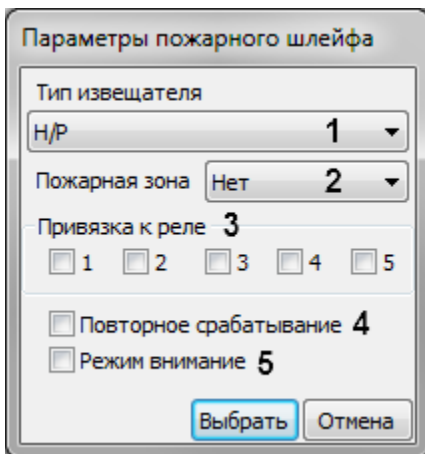 Параметры пожарного шлейфа
Тип извещателя
Н/Р 1
Пожарная зона Нет 2
Привязка к реле 3
1 2 3 4 5
Повторное срабатывание 4
Режим внимание 5
Выбрать Отмена